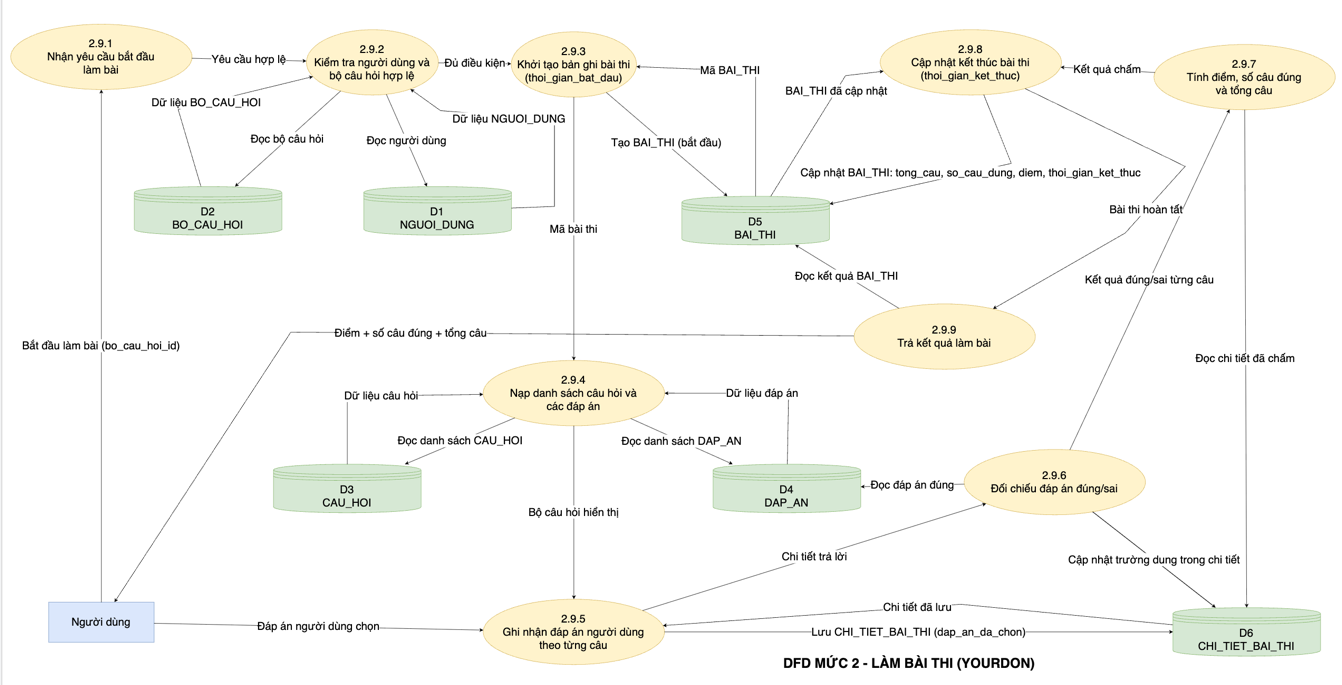 2.9.1
Nhận yêu cầu bắt đầu
làm bài
Yêu cầu hợp lệ
2.9.2
Kiểm tra người dùng và
bộ câu hỏi hợp lệ
Đủ điều kiện
2.9.3
Khởi tạo bản ghi bài thi
(thoi_gian_bat_dau)
Mã BAI_THI
2.9.8
Cập nhật kết thúc bài thi
(thoi_gian_ket_thuc)
Kết quả chấm
2.9.7
Tính điểm, số câu đúng
và tổng câu
Dữ liệu BO_CAU_HOI
Đọc bộ câu hỏi
Đọc người dùng
Dữ liệu NGUOI_DUNG
Tạo BAI_THI (bắt đầu)
BAI_THI đã cập nhật
Cập nhật BAI_THI: tong_cau, so_cau_dung, diem, thoi_gian_ket_thuc
D2
BO_CAU_HOI
D1
NGUOI_DUNG
D5
BAI_THI
Mã bài thi
Bài thi hoàn tất
Đọc kết quả BAI_THI
Kết quả đúng/sai từng câu
2.9.9
Trả kết quả làm bài
Điểm + số câu đúng + tổng câu
Bắt đầu làm bài (bo_cau_hoi_id)
Đọc chi tiết đã chấm
2.9.4
Nạp danh sách câu hỏi và
các đáp án
Dữ liệu câu hỏi
Dữ liệu đáp án
Đọc danh sách CAU_HOI
Đọc danh sách DAP_AN
D3
CAU_HOI
D4
DAP_AN
Đọc đáp án đúng
2.9.6
Đối chiếu đáp án đúng/sai
Bộ câu hỏi hiển thị
Chi tiết trả lời
Cập nhật trường dung trong chi tiết
Người dùng
Đáp án người dùng chọn
2.9.5
Ghi nhận đáp án người dùng
theo từng câu
Chi tiết đã lưu
Lưu CHI_TIET_BAI_THI (dap_an_da_chon)
D6
CHI_TIET_BAI_THI
DFD MỨC 2 - LÀM BÀI THI (YOURDON)